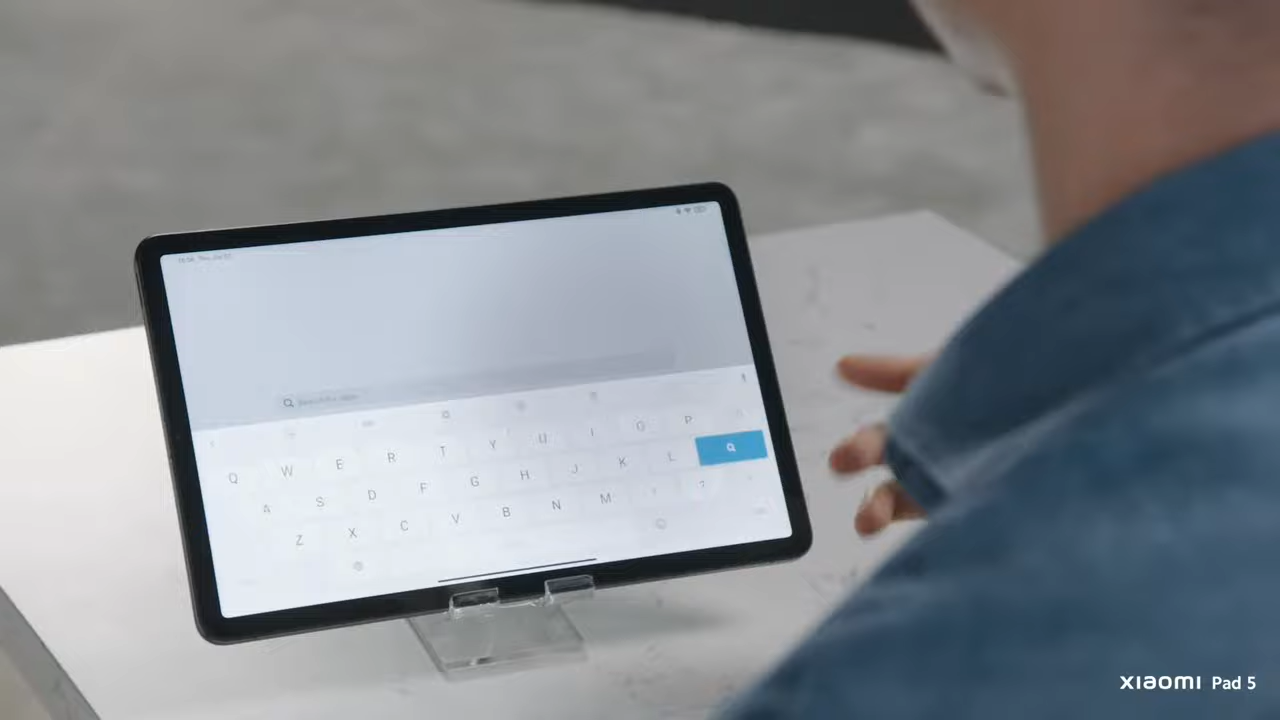 Q W E R T Y U I O P
A S D F G H J K L
Z X C V B N M ?
xiaomi Pad 5